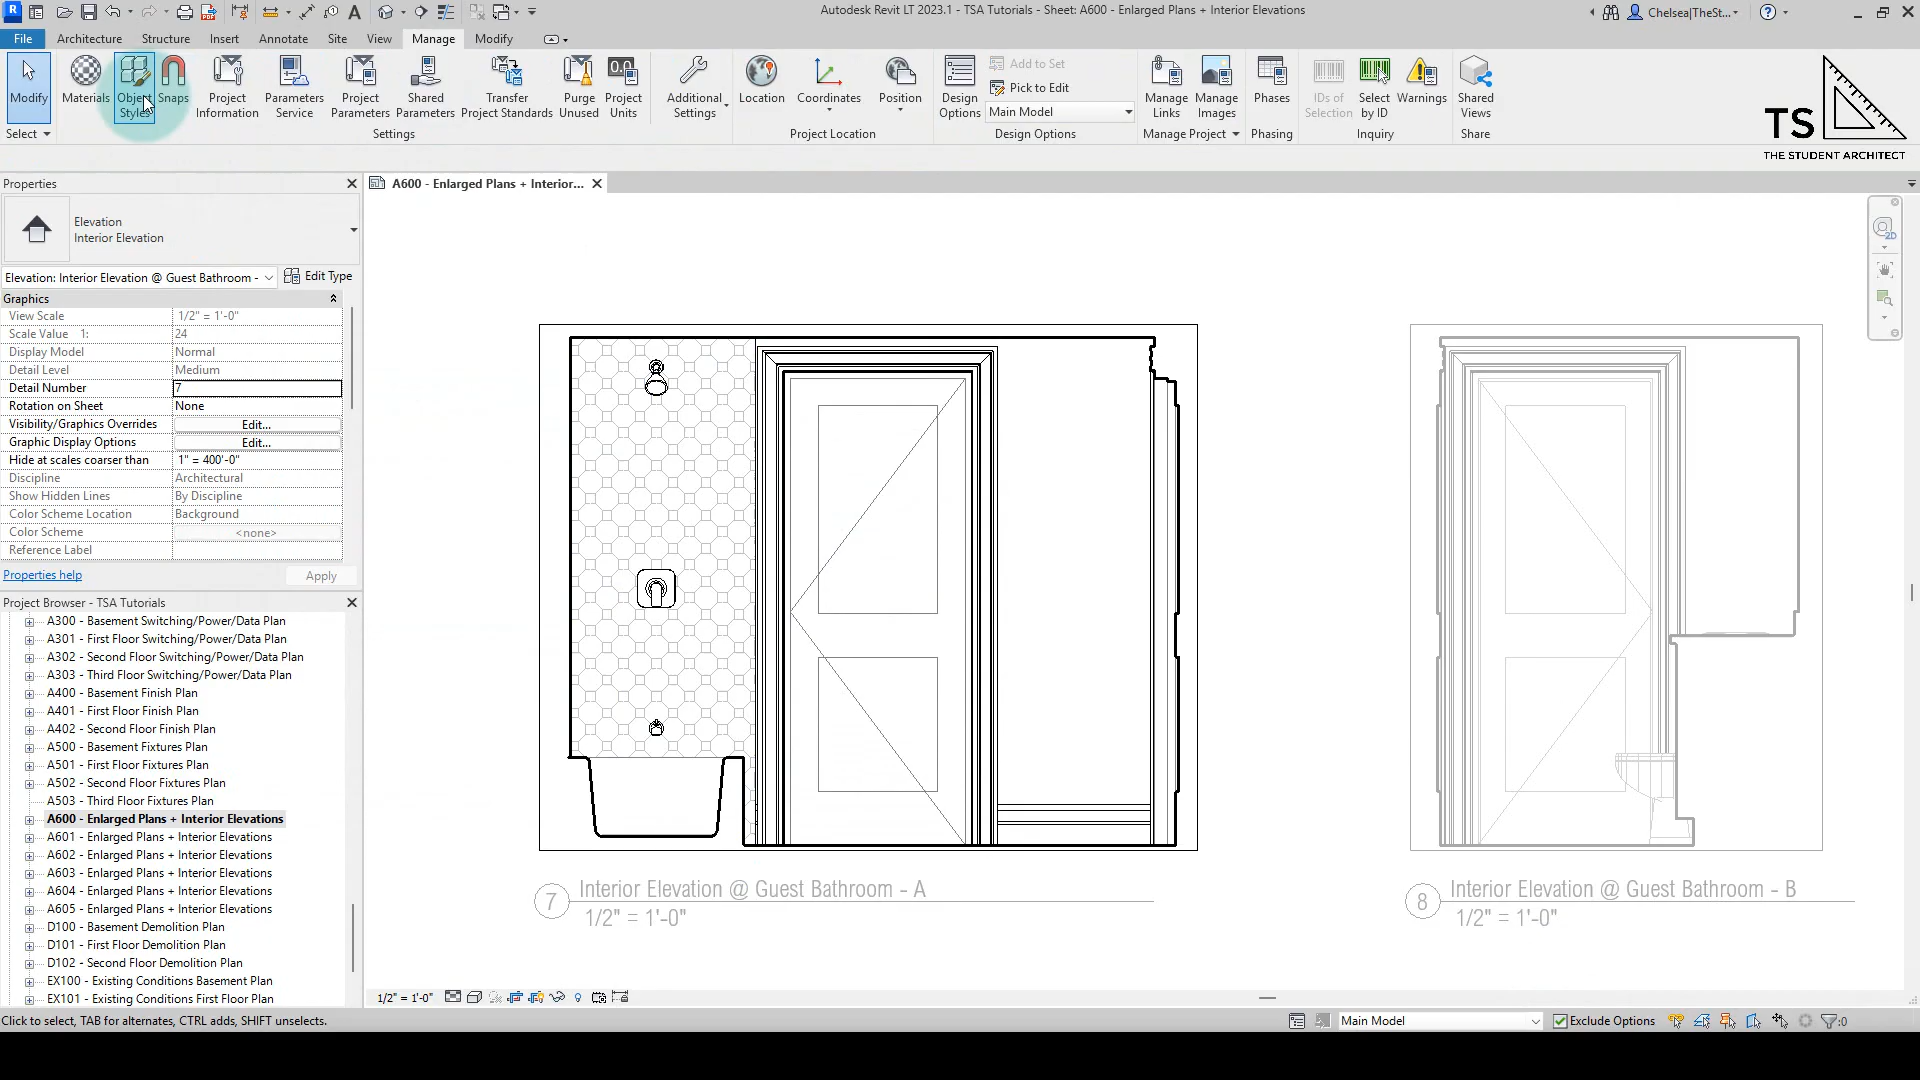 Autodesk Revit LT 2023.1 - TSA Tutorials - Sheet: A600 - Enlarged Plans + Interior Elevations
Chelsea|TheSt...
File Architecture Structure Insert Annotate Site View Manage Modify
Modify
Materials
Object Styles
Snaps
Project Information
Parameters Service
Project Parameters
Shared Parameters
Transfer Project Standards
Purge Unused
Project Units
Additional Settings
Location
Coordinates
Position
Design Options
Add to Set
Pick to Edit
Main Model
Manage Links
Manage Images
Phases
IDs of Selection
Select by ID
Warnings
Shared Views
Select
Settings
Project Location
Design Options
Manage Project
Phasing
Inquiry
Share
TS
THE STUDENT ARCHITECT
Properties
A600 - Enlarged Plans + Interior...
Elevation
Interior Elevation
Elevation: Interior Elevation @ Guest Bathroom -
Edit Type
Graphics
View Scale 1/2" = 1'-0"
Scale Value 1: 24
Display Model Normal
Detail Level Medium
Detail Number 7
Rotation on Sheet None
Visibility/Graphics Overrides Edit...
Graphic Display Options Edit...
Hide at scales coarser than 1" = 400'-0"
Discipline Architectural
Show Hidden Lines By Discipline
Color Scheme Location Background
Color Scheme <none>
Reference Label
Properties help
Apply
Project Browser - TSA Tutorials
A300 - Basement Switching/Power/Data Plan
A301 - First Floor Switching/Power/Data Plan
A302 - Second Floor Switching/Power/Data Plan
A303 - Third Floor Switching/Power/Data Plan
A400 - Basement Finish Plan
A401 - First Floor Finish Plan
A402 - Second Floor Finish Plan
A500 - Basement Fixtures Plan
A501 - First Floor Fixtures Plan
A502 - Second Floor Fixtures Plan
A503 - Third Floor Fixtures Plan
A600 - Enlarged Plans + Interior Elevations
A601 - Enlarged Plans + Interior Elevations
A602 - Enlarged Plans + Interior Elevations
A603 - Enlarged Plans + Interior Elevations
A604 - Enlarged Plans + Interior Elevations
A605 - Enlarged Plans + Interior Elevations
D100 - Basement Demolition Plan
D101 - First Floor Demolition Plan
D102 - Second Floor Demolition Plan
EX100 - Existing Conditions Basement Plan
EX101 - Existing Conditions First Floor Plan
7 Interior Elevation @ Guest Bathroom - A
1/2" = 1'-0"
8 Interior Elevation @ Guest Bathroom - B
1/2" = 1'-0"
1/2" = 1'-0"
Click to select, TAB for alternates, CTRL adds, SHIFT unselects.
Main Model
Exclude Options
:0